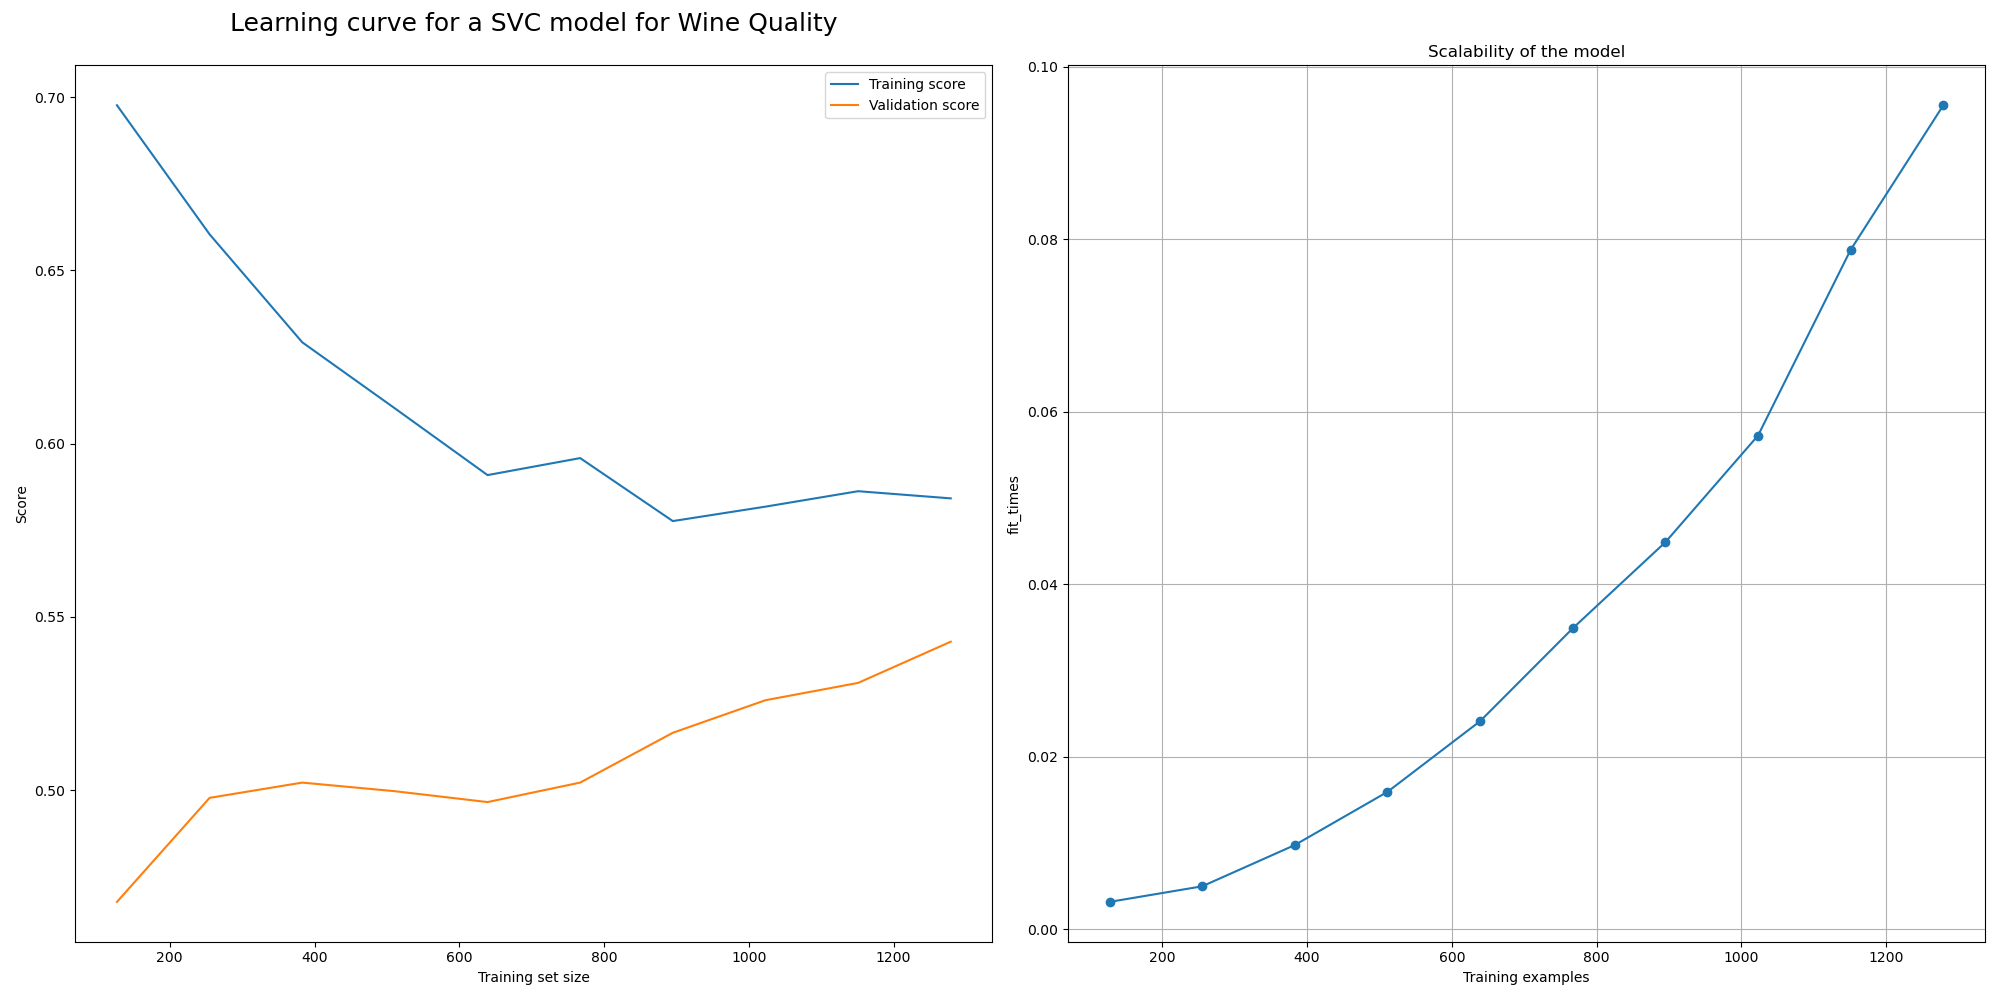 Learning curve for a SVC model for Wine Quality
Training score
Validation score
0.70
0.65
0.60
0.55
0.50
Score
200 400 600 800 1000 1200
Training set size
Scalability of the model
0.10
0.08
0.06
0.04
0.02
0.00
fit_times
200 400 600 800 1000 1200
Training examples